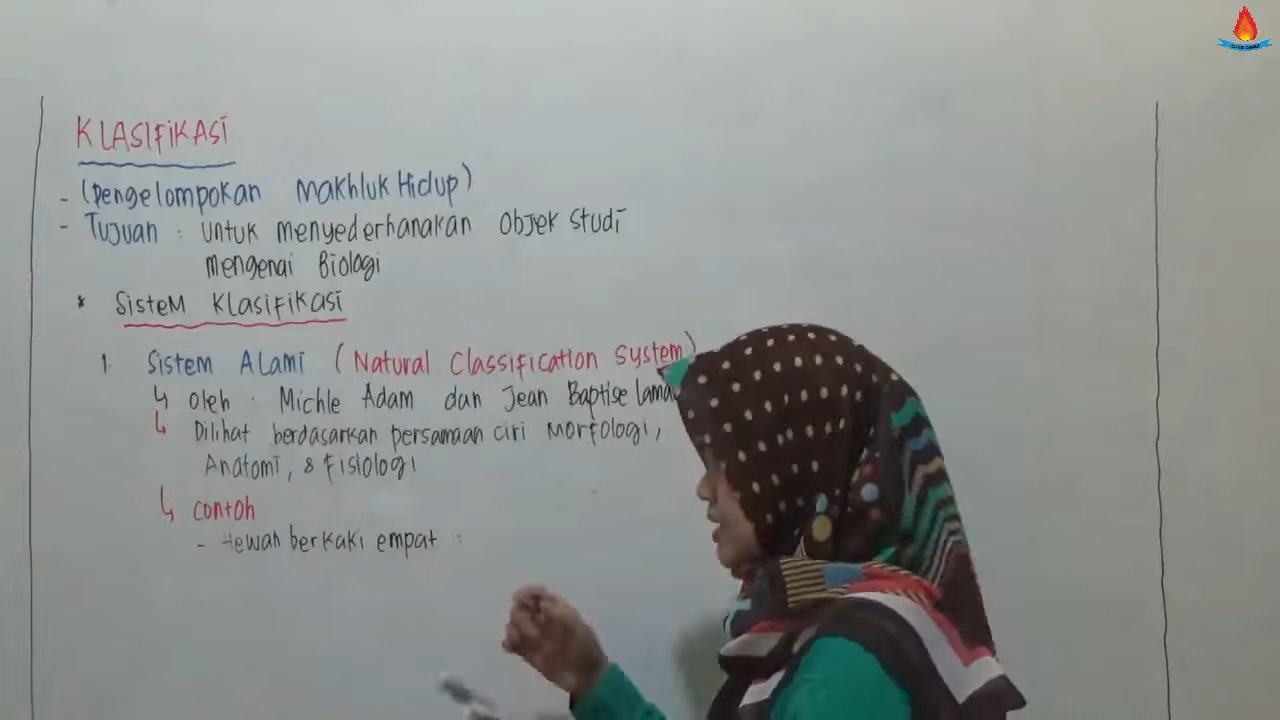 KLASIFIKASI
- (Pengelompokan Makhluk Hidup)
- Tujuan : untuk menyederhanakan objek studi
mengenai Biologi
* Sistem Klasifikasi
1. Sistem Alami (Natural Classification System)
↳ oleh : Michle Adam dan Jean Baptise lama
↳ Dilihat berdasarkan persamaan ciri Morfologi,
Anatomi, & Fisiologi
↳ contoh
- Hewan berkaki empat :